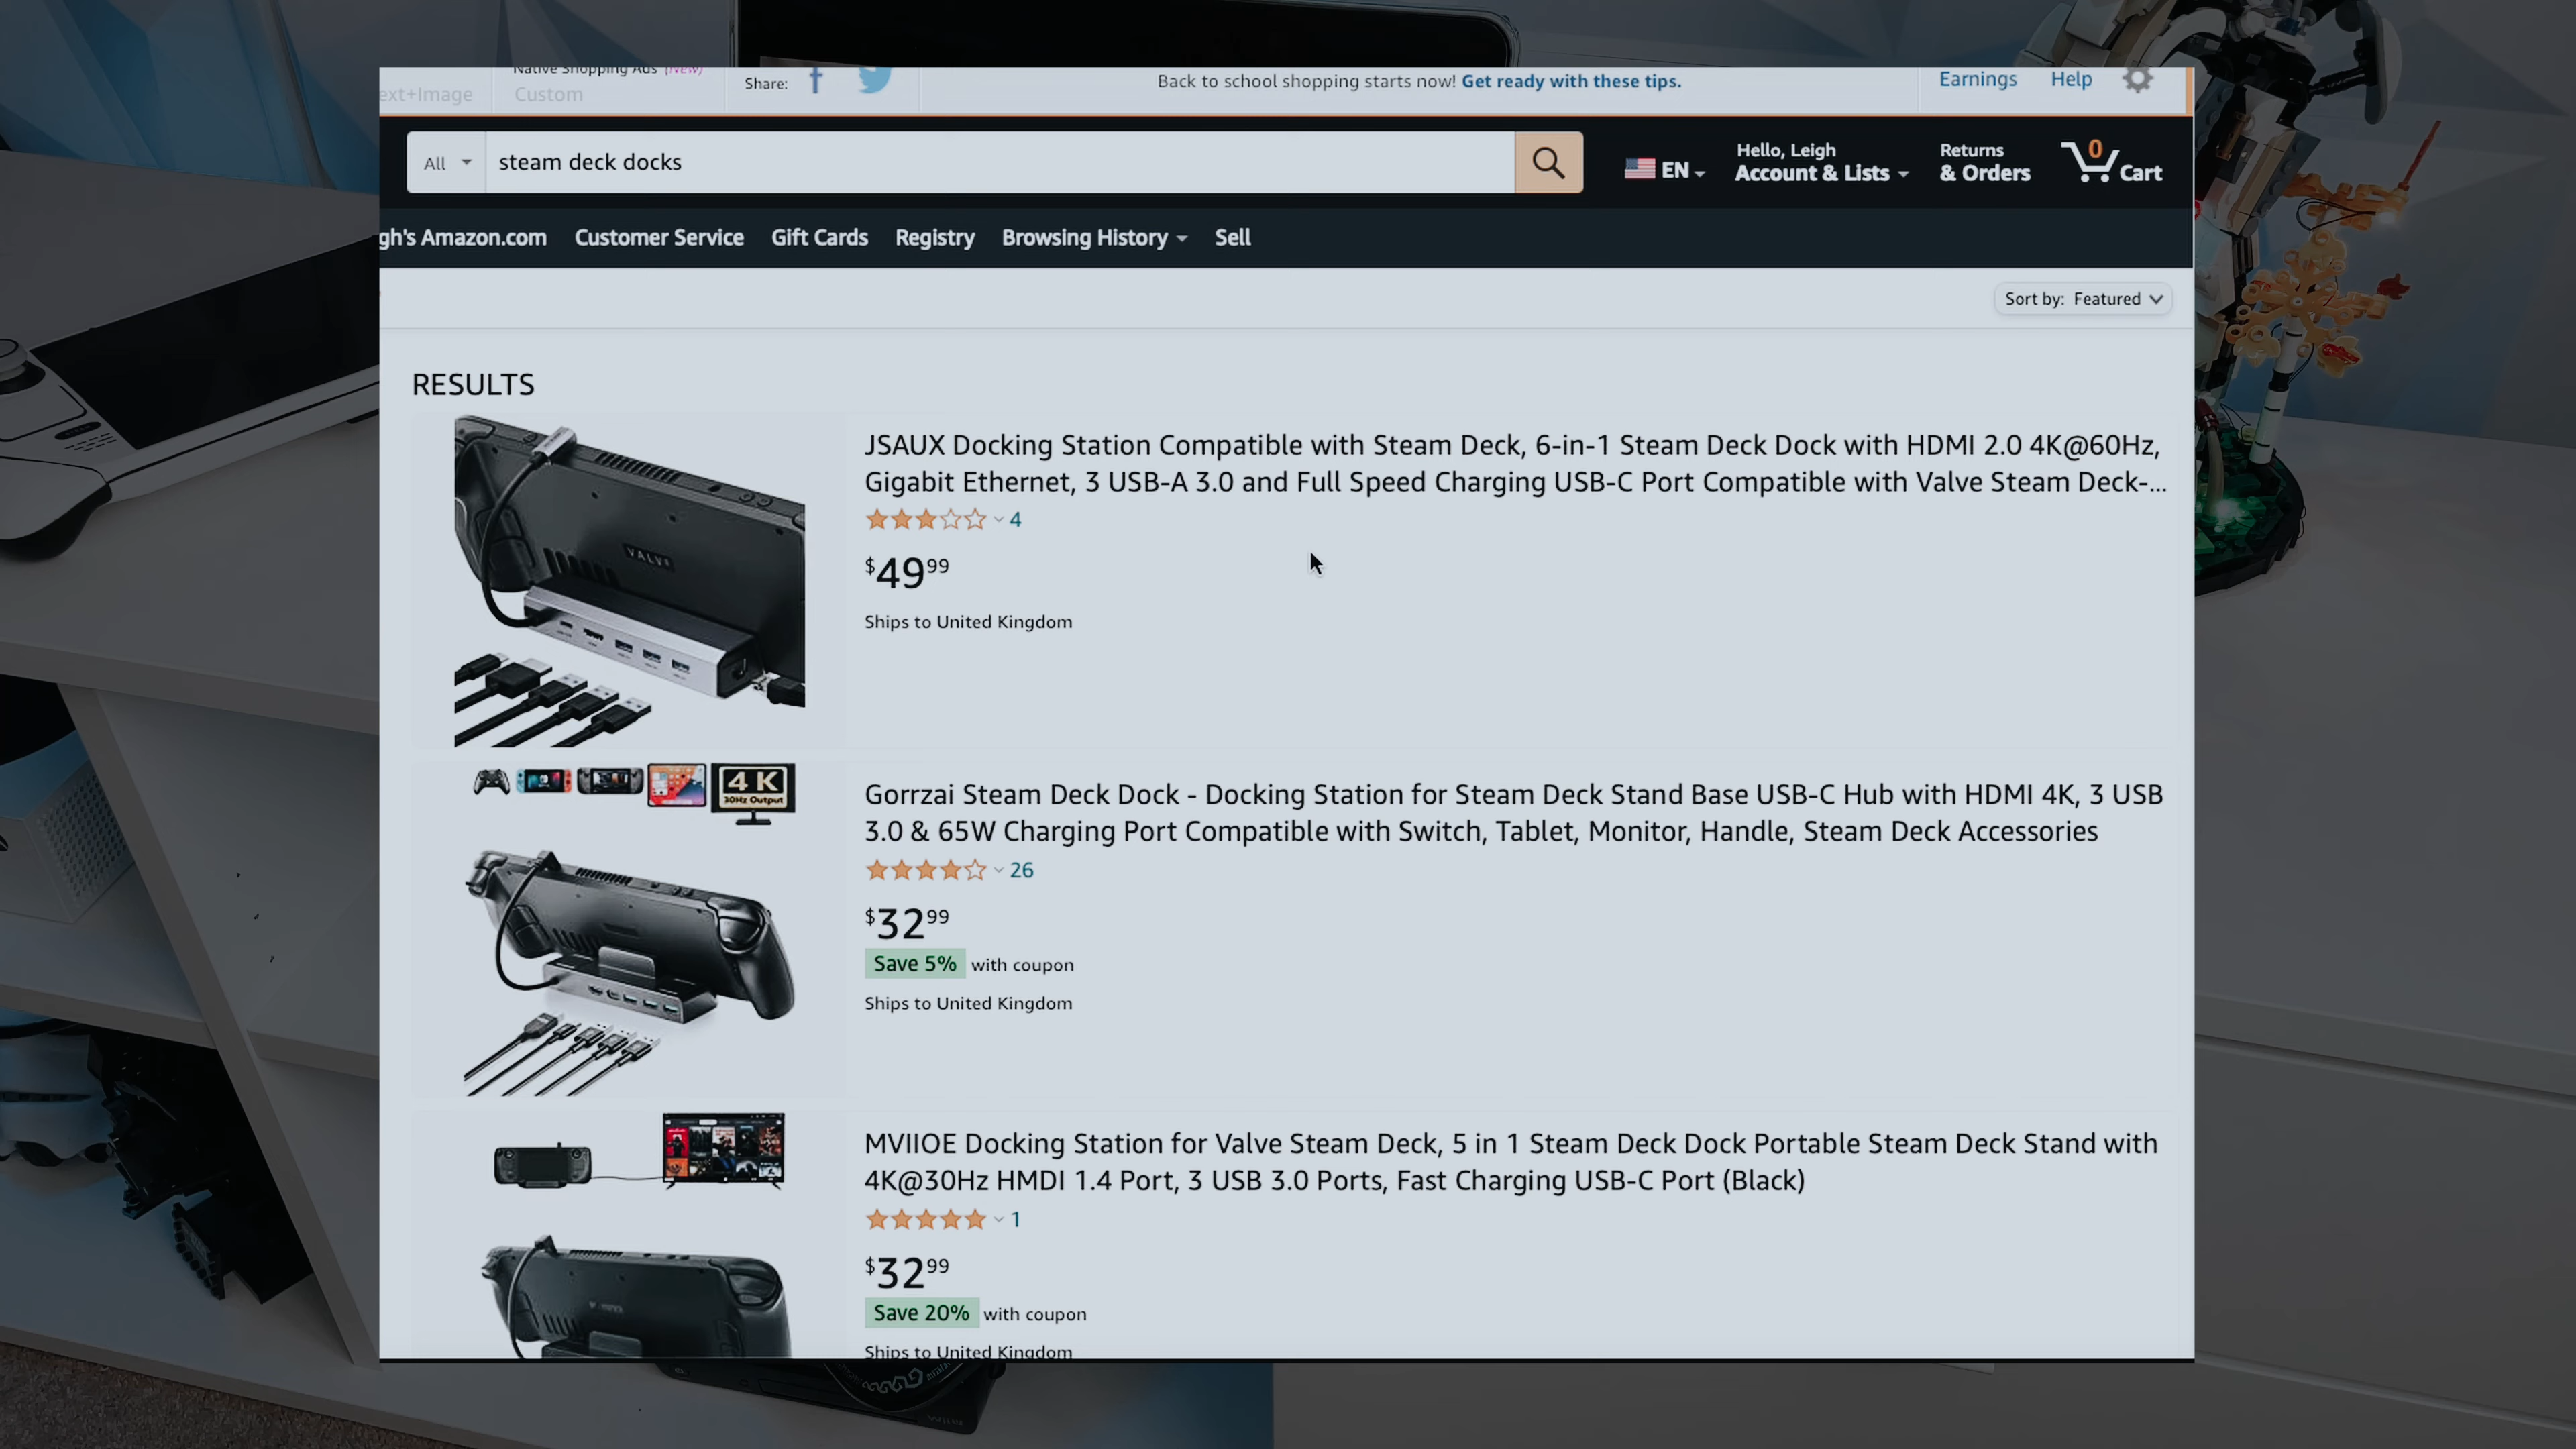 Native Shopping Ads (New)
ext+Image
Custom
Share:
Back to school shopping starts now! Get ready with these tips.
Earnings
Help
All
steam deck docks
EN
Hello, Leigh
Account & Lists
Returns
& Orders
0
Cart
gh's Amazon.com
Customer Service
Gift Cards
Registry
Browsing History
Sell
Sort by: Featured
RESULTS
VALVE
JSAUX Docking Station Compatible with Steam Deck, 6-in-1 Steam Deck Dock with HDMI 2.0 4K@60Hz,
Gigabit Ethernet, 3 USB-A 3.0 and Full Speed Charging USB-C Port Compatible with Valve Steam Deck-...
4
$49.99
Ships to United Kingdom
4K
30Hz Output
Gorrzai Steam Deck Dock - Docking Station for Steam Deck Stand Base USB-C Hub with HDMI 4K, 3 USB
3.0 & 65W Charging Port Compatible with Switch, Tablet, Monitor, Handle, Steam Deck Accessories
26
$32.99
Save 5% with coupon
Ships to United Kingdom
MVIIOE Docking Station for Valve Steam Deck, 5 in 1 Steam Deck Dock Portable Steam Deck Stand with
4K@30Hz HMDI 1.4 Port, 3 USB 3.0 Ports, Fast Charging USB-C Port (Black)
1
$32.99
Save 20% with coupon
Ships to United Kingdom